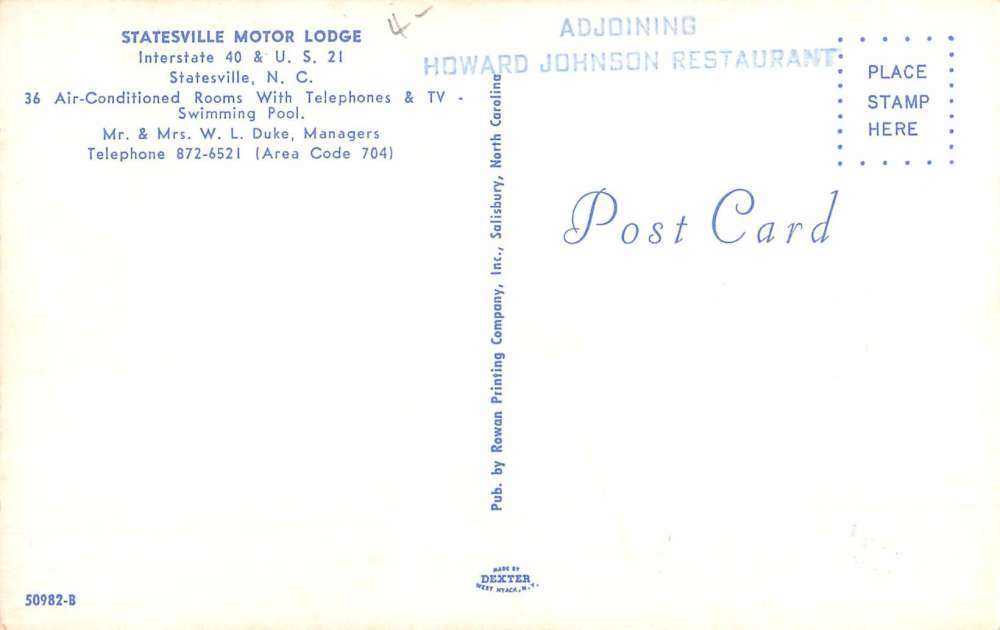 STATESVILLE MOTOR LODGE
Interstate 40 & U. S. 21
Statesville, N. C.
36 Air-Conditioned Rooms With Telephones & TV -
Swimming Pool.
Mr. & Mrs. W. L. Duke, Managers
Telephone 872-6521 (Area Code 704)
4-
ADJOINING
HOWARD JOHNSON RESTAURANT
PLACE
STAMP
HERE
Post Card
Pub. by Rowan Printing Company, Inc., Salisbury, North Carolina
MADE BY
DEXTER
WEST NYACK, N.Y.
50982-B